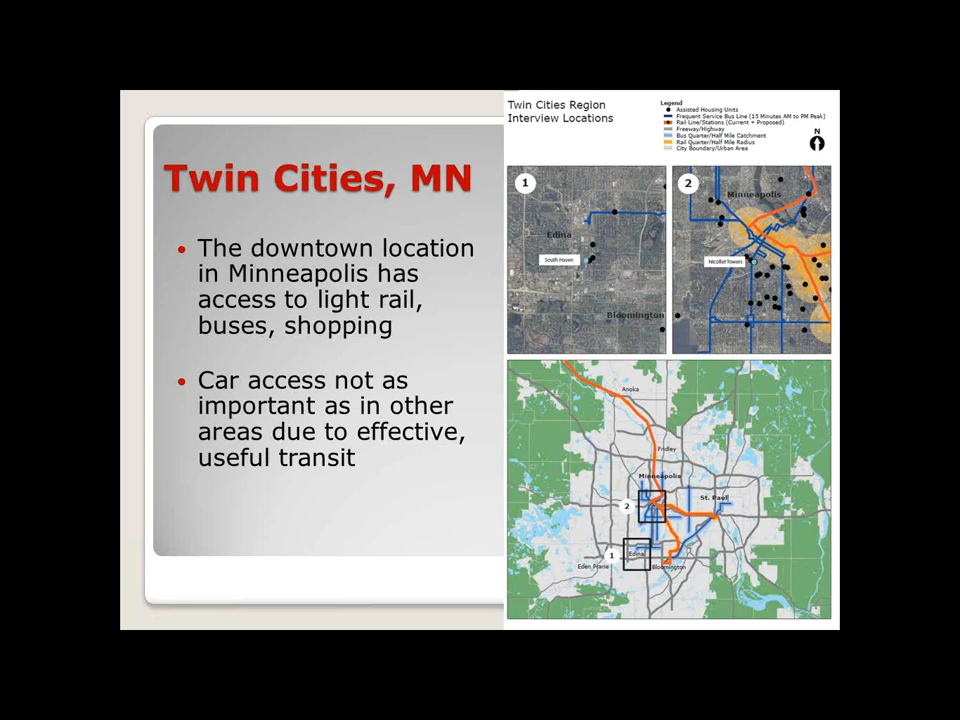 Twin Cities, MN
• The downtown location
in Minneapolis has
access to light rail,
buses, shopping
• Car access not as
important as in other
areas due to effective,
useful transit
Twin Cities Region
Interview Locations
Legend
Assisted Housing Units
Frequent Service Bus Line (15 Minutes AM to PM Peak)
Rail Line/Stations (Current + Proposed)
Freeway/Highway
Bus Quarter/Half Mile Catchment
Rail Quarter/Half Mile Radius
City Boundary/Urban Area
N
1
Edina
South Haven
Bloomington
2
Minneapolis
Nicollet Towers
Anoka
Fridley
Minneapolis
St. Paul
2
1
Edina
Eden Prairie
Bloomington